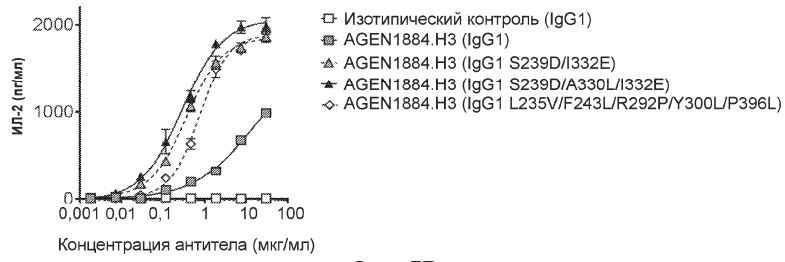 ИЛ-2 (пг/мл)
2000
1000
0
0,001 0,01 0,1 1 10 100
Концентрация антитела (мкг/мл)
Изотипический контроль (IgG1)
AGEN1884.H3 (IgG1)
AGEN1884.H3 (IgG1 S239D/I332E)
AGEN1884.H3 (IgG1 S239D/A330L/I332E)
AGEN1884.H3 (IgG1 L235V/F243L/R292P/Y300L/P396L)